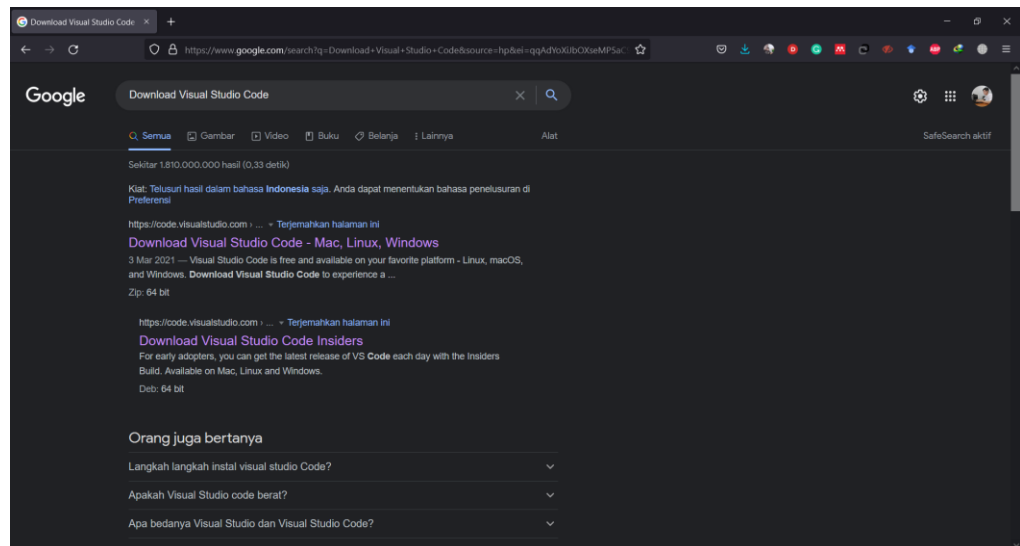 Download Visual Studio Code
https://www.google.com/search?q=Download+Visual+Studio+Code&source=hp&ei=
Google
Download Visual Studio Code
Semua Gambar Video Buku Belanja Lainnya Alat
SafeSearch aktif
Sekitar 1.810.000.000 hasil (0,33 detik)
Kiat: Telusuri hasil dalam bahasa Indonesia saja. Anda dapat menentukan bahasa penelusuran di
Preferensi
https://code.visualstudio.com › ... Terjemahkan halaman ini
Download Visual Studio Code - Mac, Linux, Windows
3 Mar 2021 — Visual Studio Code is free and available on your favorite platform - Linux, macOS,
and Windows. Download Visual Studio Code to experience a ...
Zip: 64 bit
https://code.visualstudio.com › ... Terjemahkan halaman ini
Download Visual Studio Code Insiders
For early adopters, you can get the latest release of VS Code each day with the Insiders
Build. Available on Mac, Linux and Windows.
Deb: 64 bit
Orang juga bertanya
Langkah langkah instal visual studio Code?
Apakah Visual Studio code berat?
Apa bedanya Visual Studio dan Visual Studio Code?